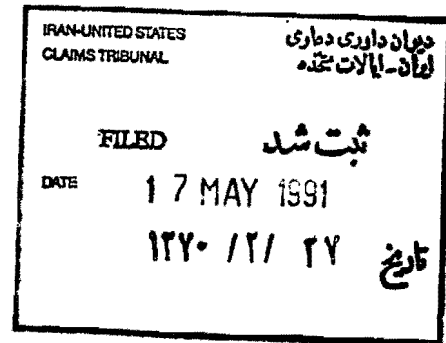 IRAN-UNITED STATES
CLAIMS TRIBUNAL
دیوان داوری دعاوی
ایران-ایالات متحده
FILED ثبت شد
DATE 17 MAY 1991
۱۳۷۰ /۲/ ۲۷ تاریخ